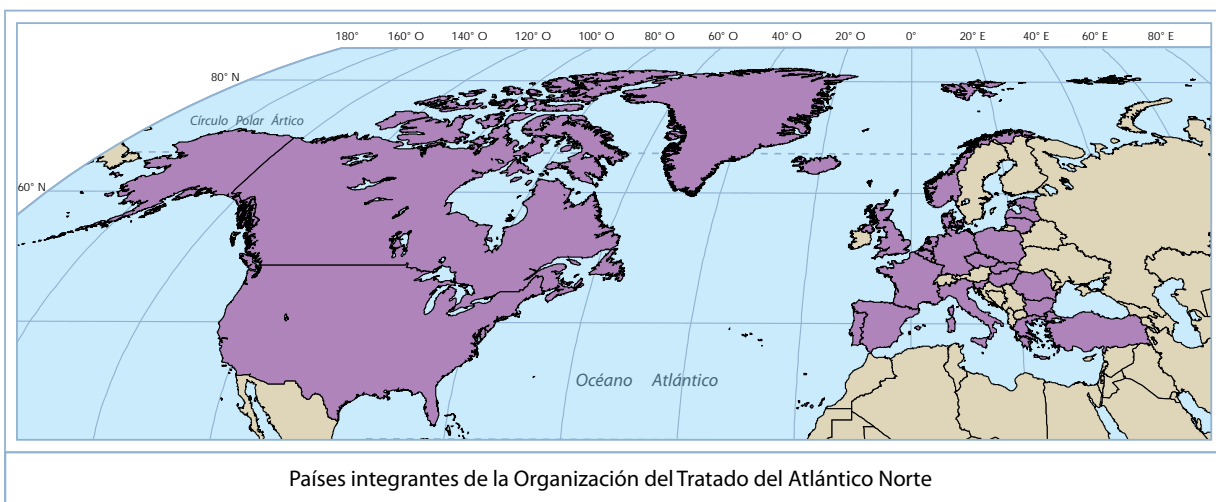 180° 160° O 140° O 120° O 100° O 80° O 60° O 40° O 20° O 0° 20° E 40° E 60° E 80° E
80° N
Círculo Polar Ártico
60° N
Océano Atlántico
Países integrantes de la Organización del Tratado del Atlántico Norte